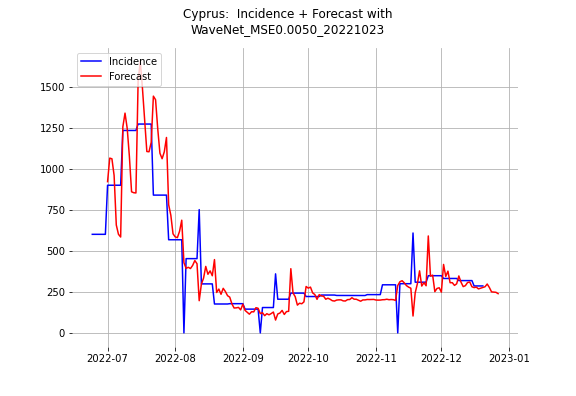 Cyprus:  Incidence + Forecast with
WaveNet_MSE0.0050_20221023
Incidence
Forecast
1500
1250
1000
750
500
250
0
2022-07 2022-08 2022-09 2022-10 2022-11 2022-12 2023-01